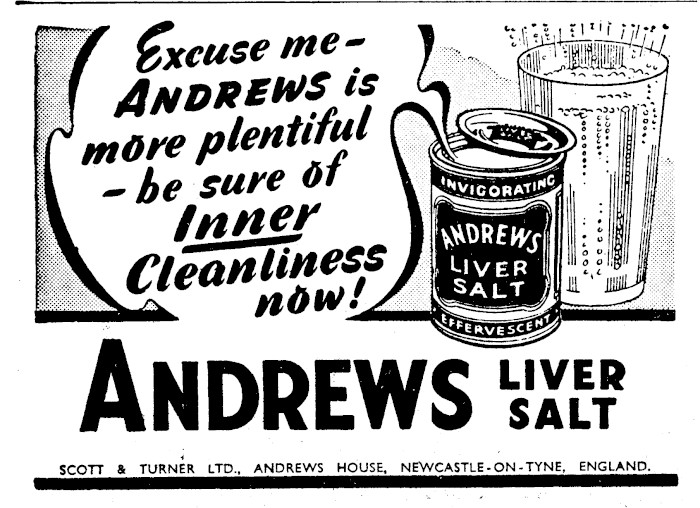 Excuse me–
ANDREWS is
more plentiful
– be sure of
Inner
Cleanliness
now!
INVIGORATING
ANDREWS
LIVER
SALT
EFFERVESCENT
ANDREWS LIVER
SALT
SCOTT & TURNER LTD., ANDREWS HOUSE, NEWCASTLE-ON-TYNE, ENGLAND.